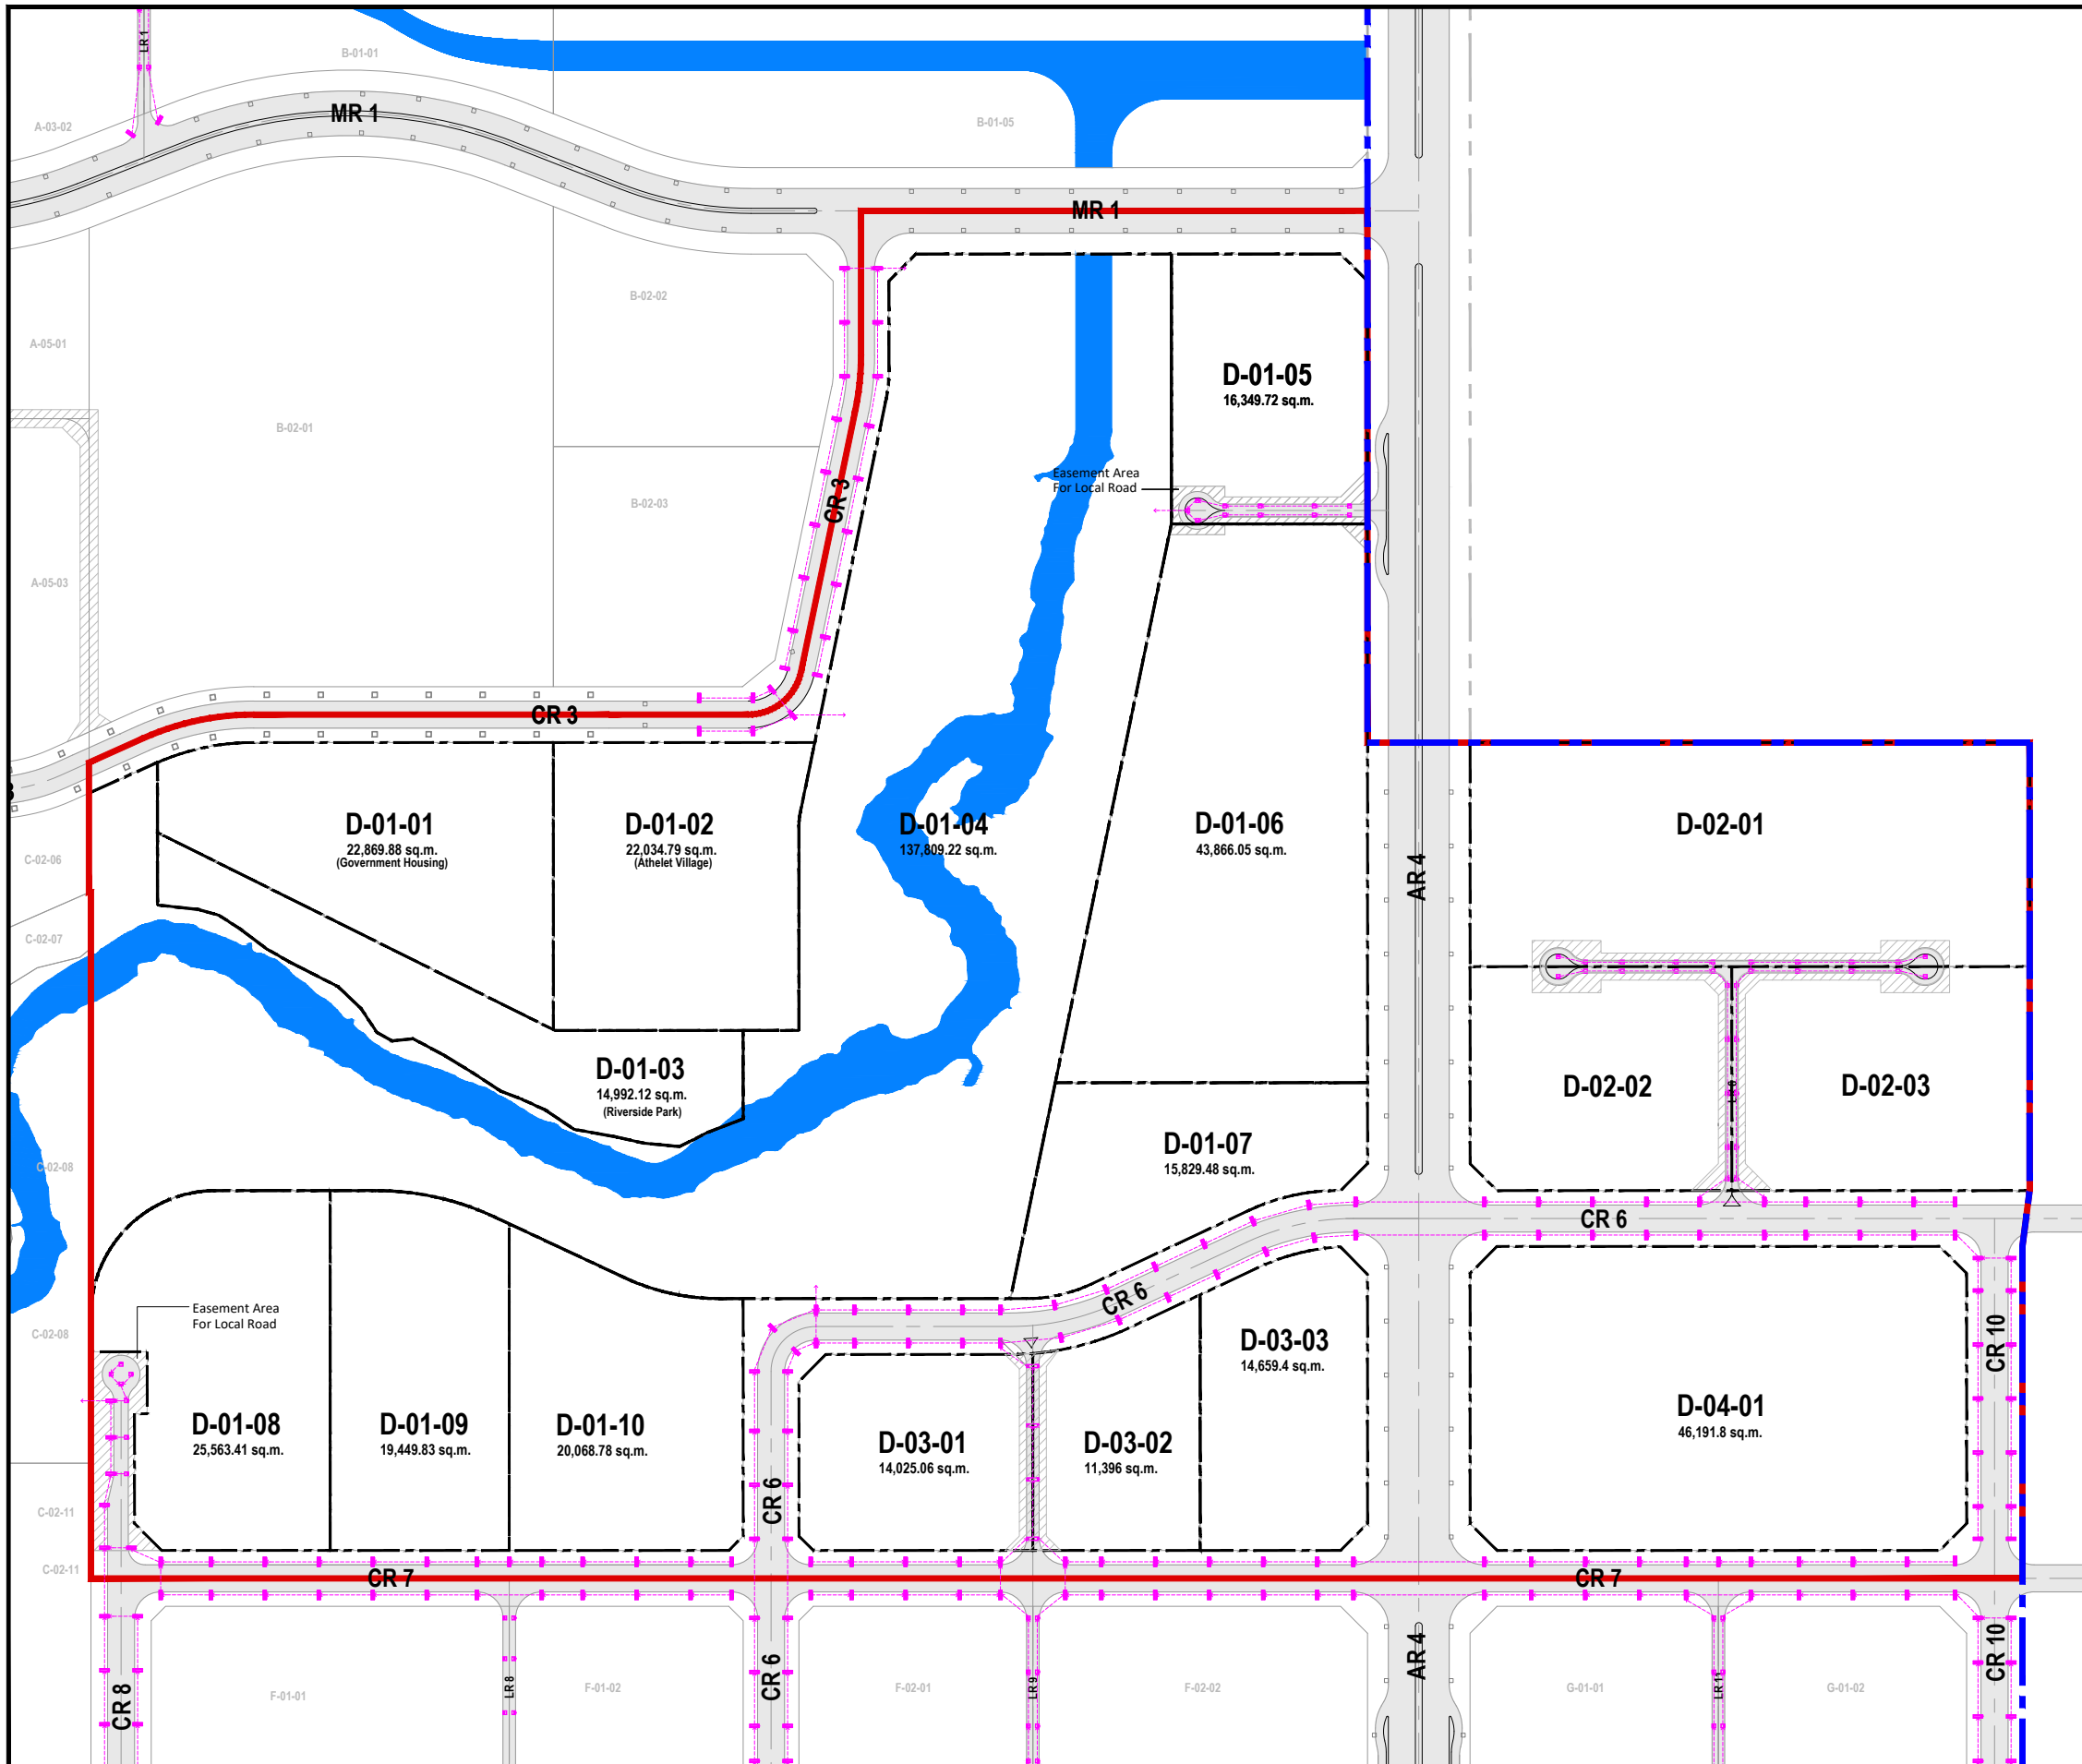 LR 1
B-01-01
MR 1
A-03-02
B-01-05
MR 1
B-02-02
A-05-01
D-01-05
16,349.72 sq.m.
B-02-01
Easement Area
For Local Road
CR 3
B-02-03
A-05-03
CR 3
D-01-01
22,869.88 sq.m.
(Government Housing)
D-01-02
22,034.79 sq.m.
(Athelet Village)
D-01-04
137,809.22 sq.m.
D-01-06
43,866.05 sq.m.
AR 4
D-02-01
C-02-06
C-02-07
D-01-03
14,992.12 sq.m.
(Riverside Park)
D-02-02
D-02-03
D-01-07
15,829.48 sq.m.
C-02-08
CR 6
CR 6
Easement Area
For Local Road
C-02-08
D-03-03
14,659.4 sq.m.
CR 10
D-01-08
25,563.41 sq.m.
D-01-09
19,449.83 sq.m.
D-01-10
20,068.78 sq.m.
D-03-01
14,025.06 sq.m.
D-03-02
11,396 sq.m.
D-04-01
46,191.8 sq.m.
CR 6
C-02-11
C-02-11
CR 7
CR 7
CR 8
F-01-01
LR 8
F-01-02
CR 6
F-02-01
LR 9
F-02-02
AR 4
G-01-01
LR 11
G-01-02
CR 10